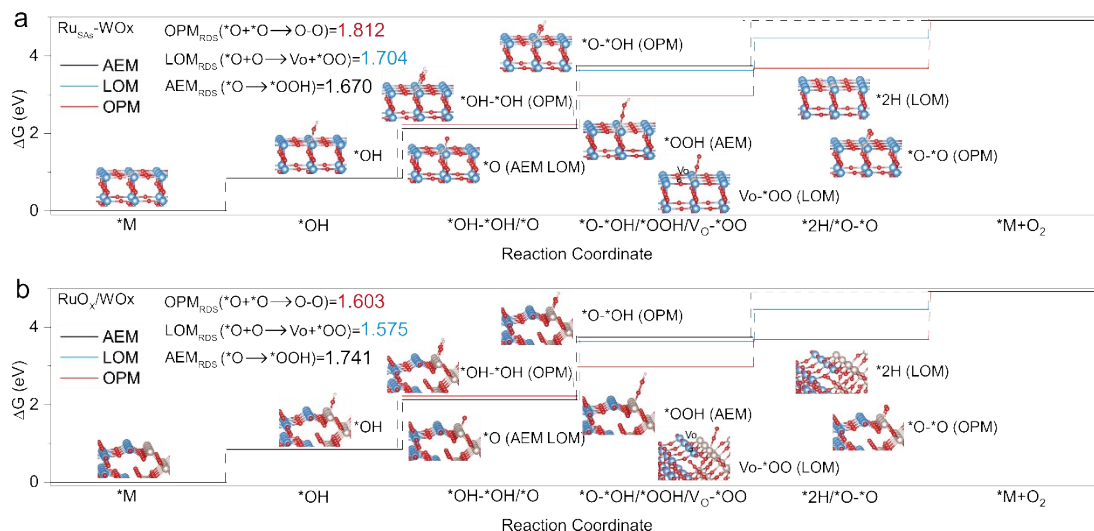 a
Ru_SAs-WOx
OPM_RDS(*O+*O→O-O)=1.812
LOM_RDS(*O+O→Vo+*OO)=1.704
AEM_RDS(*O→*OOH)=1.670
AEM
LOM
OPM
ΔG (eV)
4
2
0
*OH
*OH-*OH (OPM)
*O (AEM LOM)
*O-*OH (OPM)
*OOH (AEM)
Vo
Vo-*OO (LOM)
*2H (LOM)
*O-*O (OPM)
*M
*OH
*OH-*OH/*O
*O-*OH/*OOH/V_O-*OO
*2H/*O-*O
*M+O₂
Reaction Coordinate
b
RuO_X/WOx
OPM_RDS(*O+*O→O-O)=1.603
LOM_RDS(*O+O→Vo+*OO)=1.575
AEM_RDS(*O→*OOH)=1.741
AEM
LOM
OPM
ΔG (eV)
4
2
0
*OH
*OH-*OH (OPM)
*O (AEM LOM)
*O-*OH (OPM)
*OOH (AEM)
Vo
Vo-*OO (LOM)
*2H (LOM)
*O-*O (OPM)
*M
*OH
*OH-*OH/*O
*O-*OH/*OOH/V_O-*OO
*2H/*O-*O
*M+O₂
Reaction Coordinate